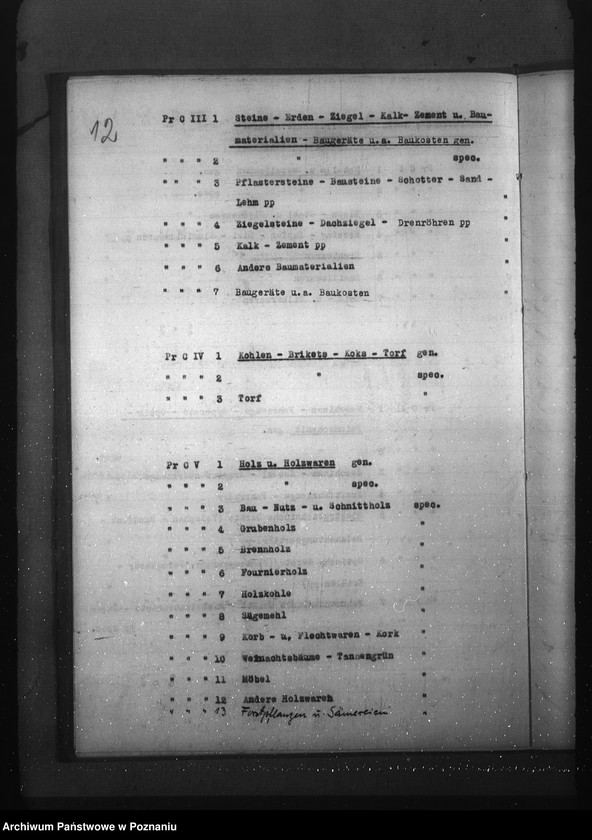 12
Pr C III 1 Steine - Erden - Ziegel - Kalk- Zement u. Bau-
materialien - Baugeräte u.a. Baukosten gen.
" " " 2 " spec.
" " " 3 Pflastersteine - Bausteine - Schotter - Sand -
Lehm pp "
" " " 4 Ziegelsteine - Dachziegel - Drenröhren pp "
" " " 5 Kalk - Zement pp "
" " " 6 Andere Baumaterialien "
" " " 7 Baugeräte u.a. Baukosten "
Pr C IV 1 Kohlen - Brikets - Koks - Torf gen.
" " " 2 " spec.
" " " 3 Torf "
Pr C V 1 Holz u. Holzwaren gen.
" " " 2 " spec.
" " " 3 Bau - Nutz - u. Schnittholz spec.
" " " 4 Grubenholz "
" " " 5 Brennholz "
" " " 6 Fournierholz "
" " " 7 Holzkohle "
" " " 8 Sägemehl "
" " " 9 Korb - u. Flechtwaren - Kork "
" " " 10 Weinachtsbäume - Tannengrün "
" " " 11 Möbel "
" " " 12 Andere Holzwaren "
" " " 13 Forstpflanzen u. Sämereien "
Archiwum Państwowe w Poznaniu